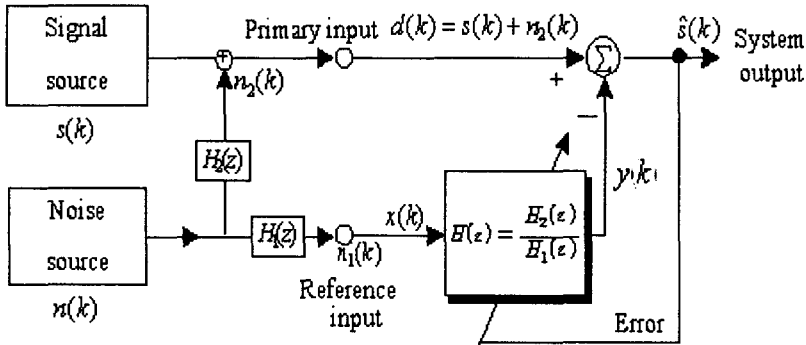 Signal
source
s(k)
Primary input
d(k) = s(k) + n₂(k)
ŝ(k)
System
output
+
n₂(k)
+
Σ
−
H₂(z)
y(k)
Noise
source
n(k)
H₁(z)
x(k)
n₁(k)
Reference
input
H(z) = H₂(z) / H₁(z)
Error